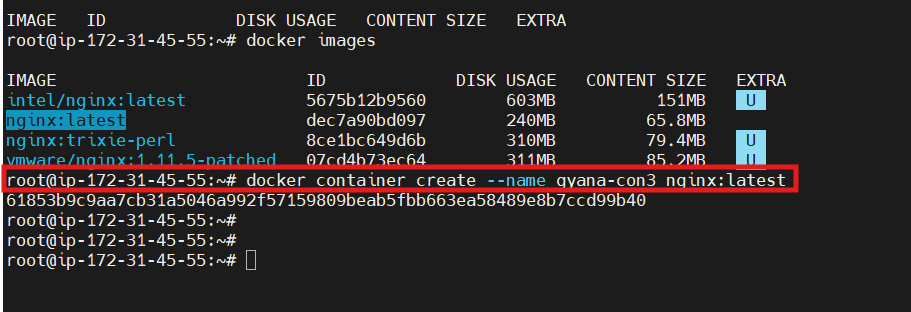 IMAGE   ID             DISK USAGE   CONTENT SIZE   EXTRA
root@ip-172-31-45-55:~# docker images
IMAGE                         ID             DISK USAGE   CONTENT SIZE   EXTRA
intel/nginx:latest            5675b12b9560        603MB          151MB    U
nginx:latest                  dec7a90bd097        240MB         65.8MB
nginx:trixie-perl             8ce1bc649d6b        310MB         79.4MB    U
vmware/nginx:1.11.5-patched   07cd4b73ec64        311MB         85.2MB    U
root@ip-172-31-45-55:~# docker container create --name gyana-con3 nginx:latest
61853b9c9aa7cb31a5046a992f57159809beab5fbb663ea58489e8b7ccd99b40
root@ip-172-31-45-55:~#
root@ip-172-31-45-55:~#
root@ip-172-31-45-55:~#